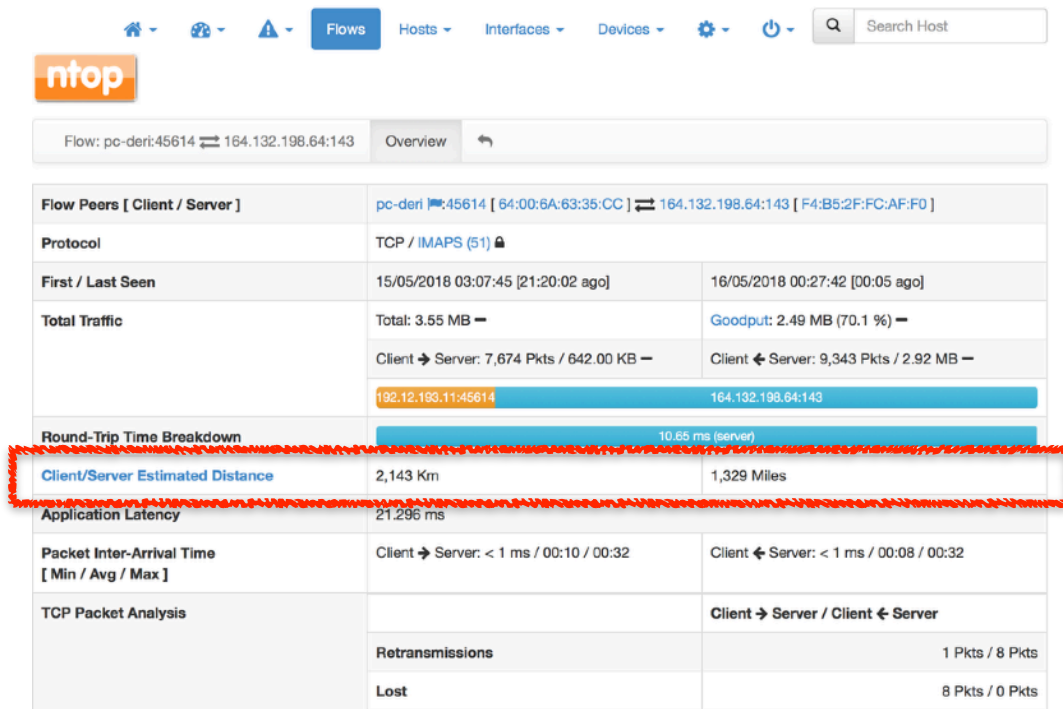 Flows Hosts Interfaces Devices Search Host
ntop
Flow: pc-deri:45614 ⇄ 164.132.198.64:143 Overview
Flow Peers [ Client / Server ] pc-deri :45614 [ 64:00:6A:63:35:CC ] ⇄ 164.132.198.64:143 [ F4:B5:2F:FC:AF:F0 ]
Protocol TCP / IMAPS (51)
First / Last Seen 15/05/2018 03:07:45 [21:20:02 ago] 16/05/2018 00:27:42 [00:05 ago]
Total Traffic Total: 3.55 MB — Goodput: 2.49 MB (70.1 %) —
Client → Server: 7,674 Pkts / 642.00 KB — Client ← Server: 9,343 Pkts / 2.92 MB —
192.12.193.11:45614 164.132.198.64:143
Round-Trip Time Breakdown 10.65 ms (server)
Client/Server Estimated Distance 2,143 Km 1,329 Miles
Application Latency 21.296 ms
Packet Inter-Arrival Time Client → Server: < 1 ms / 00:10 / 00:32 Client ← Server: < 1 ms / 00:08 / 00:32
[ Min / Avg / Max ]
TCP Packet Analysis Client → Server / Client ← Server
Retransmissions 1 Pkts / 8 Pkts
Lost 8 Pkts / 0 Pkts